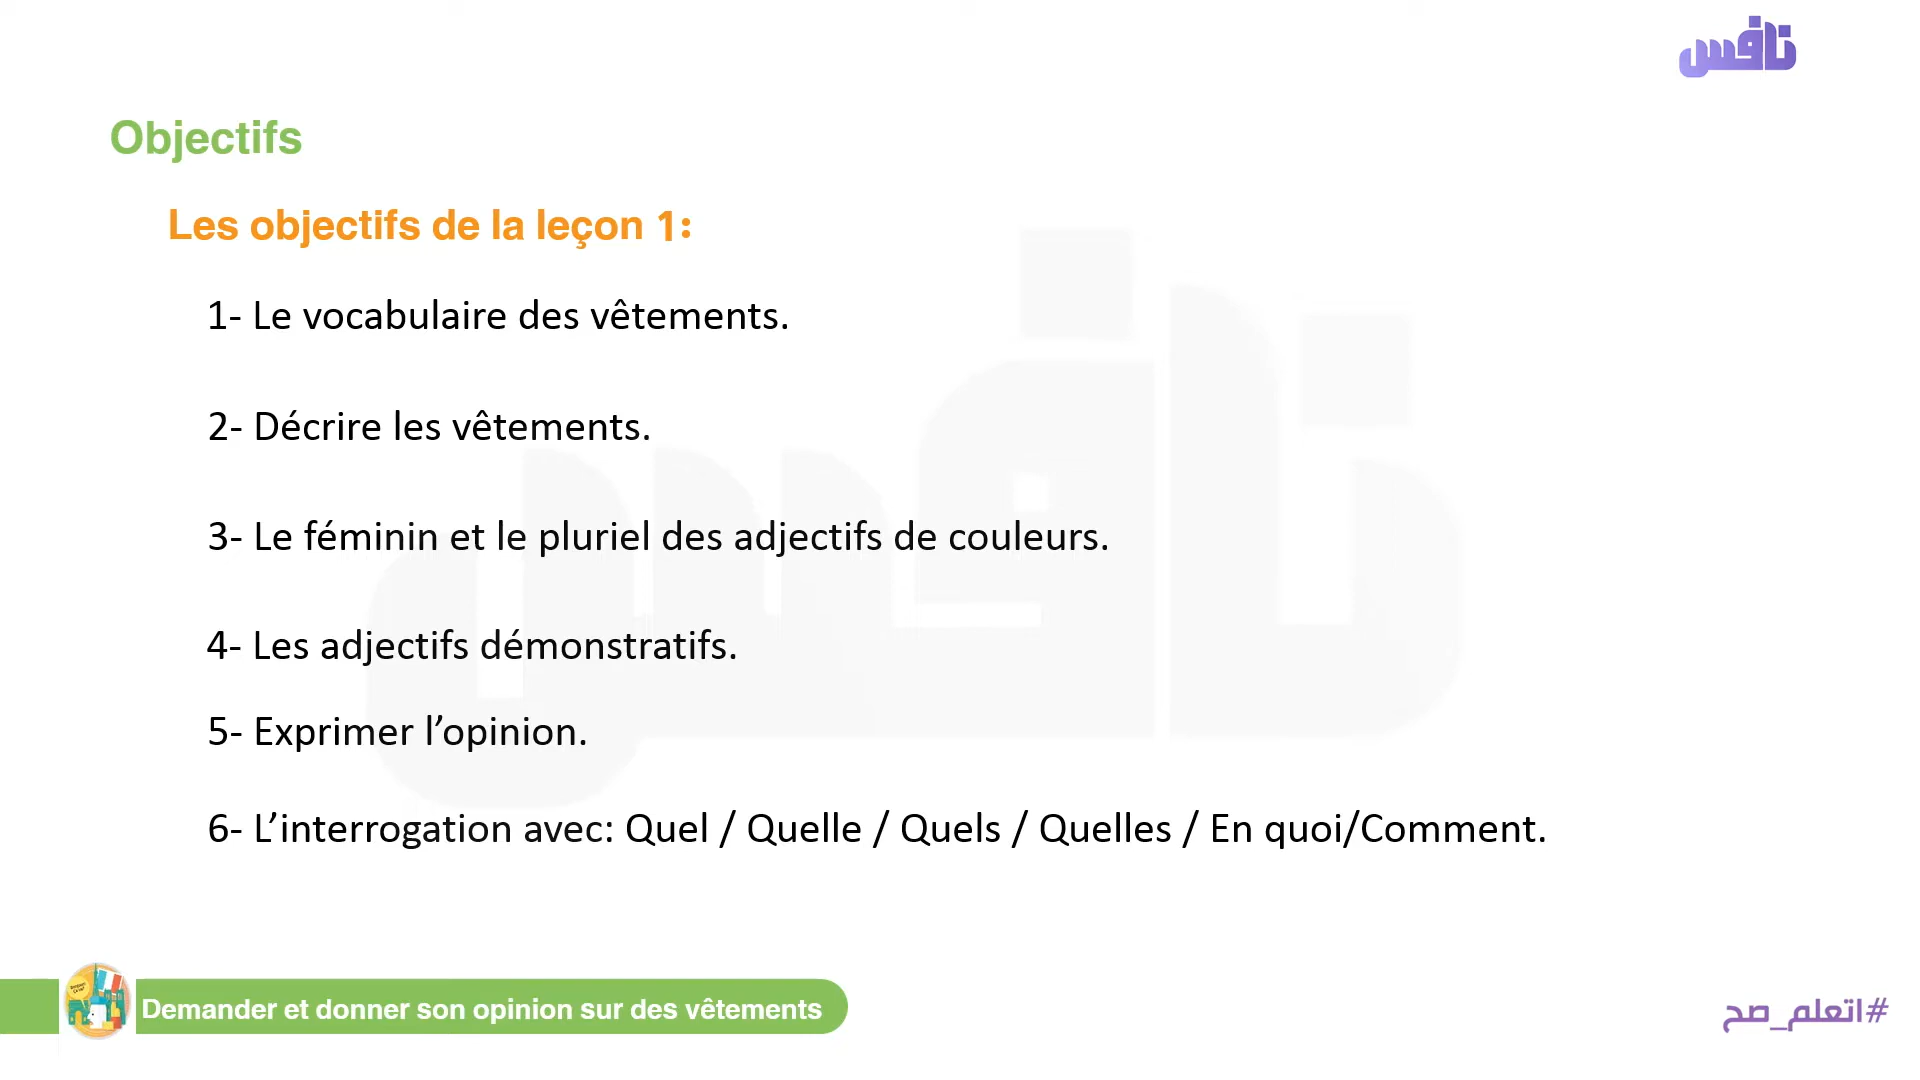 نافس
Objectifs
Les objectifs de la leçon 1:
1- Le vocabulaire des vêtements.
2- Décrire les vêtements.
3- Le féminin et le pluriel des adjectifs de couleurs.
4- Les adjectifs démonstratifs.
5- Exprimer l’opinion.
6- L’interrogation avec: Quel / Quelle / Quels / Quelles / En quoi/Comment.
Demander et donner son opinion sur des vêtements
#اتعلم_صح